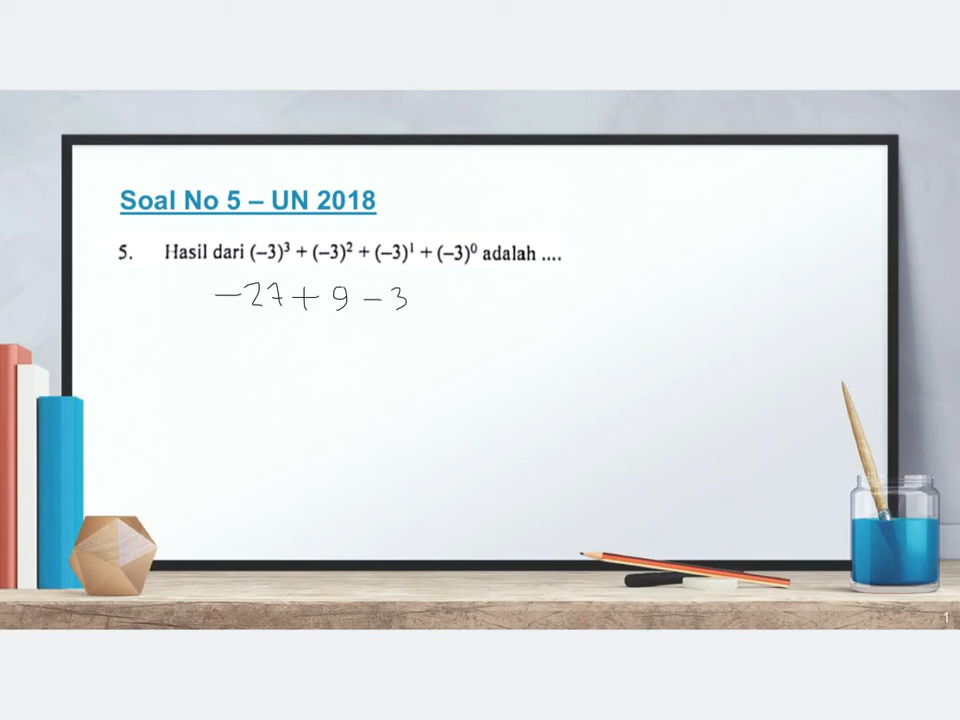 Soal No 5 – UN 2018
5. Hasil dari (–3)³ + (–3)² + (–3)¹ + (–3)⁰ adalah ....
–27 + 9 – 3
1